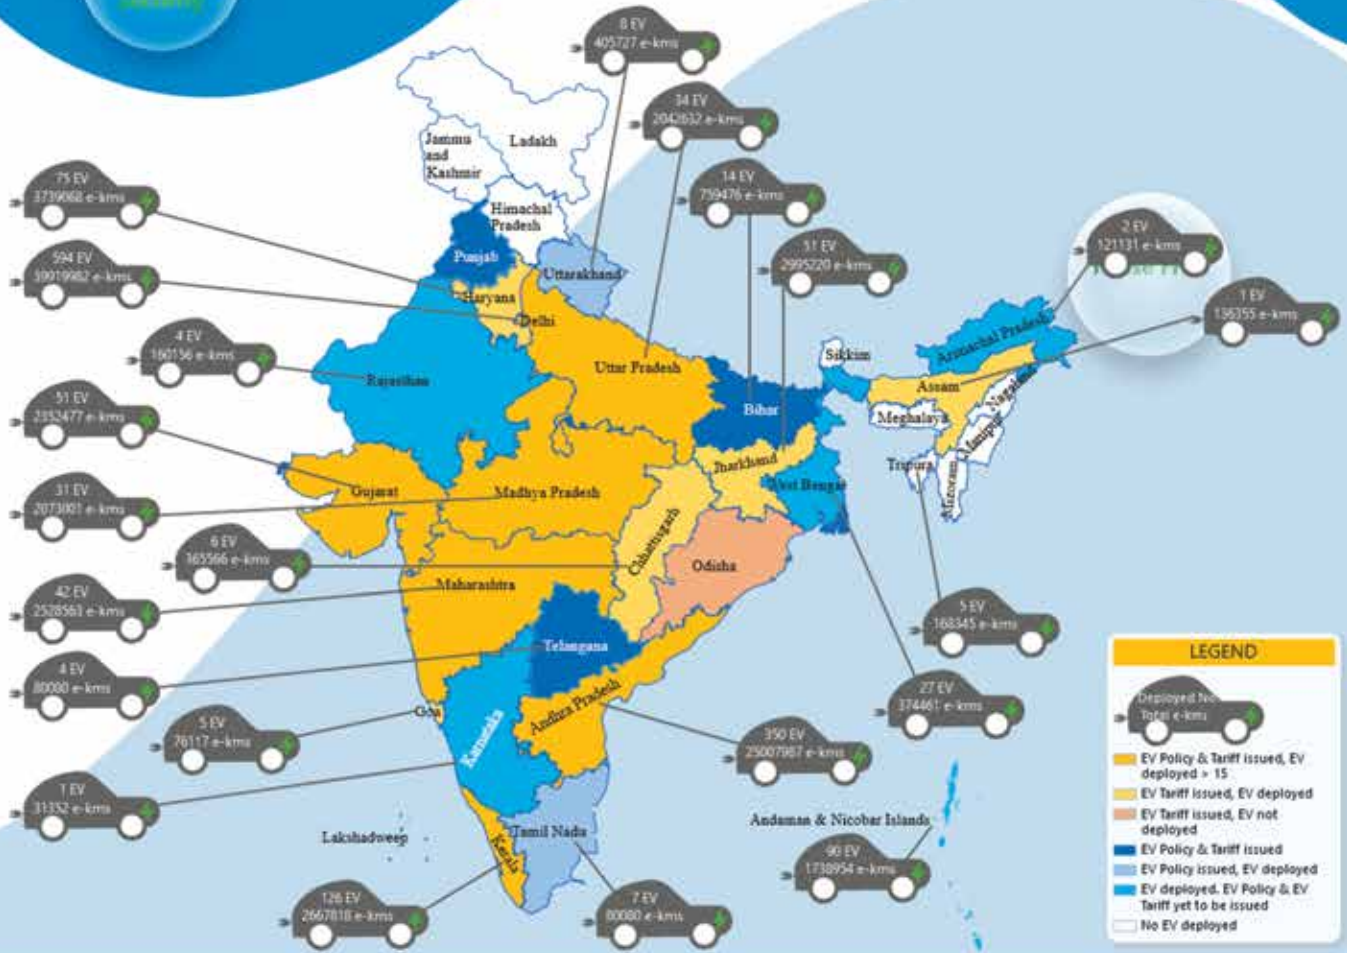 8 EV
405727 e-kms
34 EV
2042632 e-kms
14 EV
759476 e-kms
51 EV
2995220 e-kms
2 EV
121131 e-kms
1 EV
136355 e-kms
75 EV
3739068 e-kms
594 EV
39919982 e-kms
4 EV
160156 e-kms
51 EV
2352477 e-kms
31 EV
2073001 e-kms
6 EV
365566 e-kms
42 EV
2528563 e-kms
4 EV
80080 e-kms
5 EV
76117 e-kms
1 EV
31352 e-kms
126 EV
2667818 e-kms
7 EV
80080 e-kms
90 EV
1738954 e-kms
350 EV
25007987 e-kms
27 EV
374461 e-kms
5 EV
168345 e-kms
Jammu
and
Kashmir
Ladakh
Himachal
Pradesh
Punjab
Uttarakhand
Haryana
Delhi
Rajasthan
Uttar Pradesh
Bihar
Sikkim
Arunachal Pradesh
Assam
Nagaland
Meghalaya
Manipur
Tripura
Mizoram
Jharkhand
West Bengal
Gujarat
Madhya Pradesh
Chhattisgarh
Odisha
Maharashtra
Telangana
Goa
Karnataka
Andhra Pradesh
Lakshadweep
Kerala
Tamil Nadu
Andaman & Nicobar Islands
LEGEND
Deployed No
Total e-kms
EV Policy & Tariff issued, EV
deployed > 15
EV Tariff issued, EV deployed
EV Tariff issued, EV not
deployed
EV Policy & Tariff issued
EV Policy issued, EV deployed
EV deployed. EV Policy & EV
Tariff yet to be issued
No EV deployed